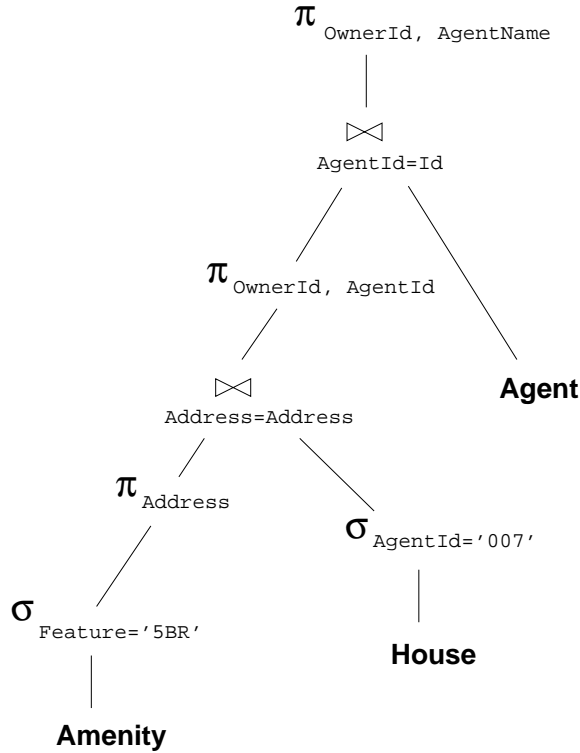 π OwnerId, AgentName
⋈
AgentId=Id
π OwnerId, AgentId
⋈
Agent
Address=Address
π Address
σ AgentId='007'
σ Feature='5BR'
House
Amenity